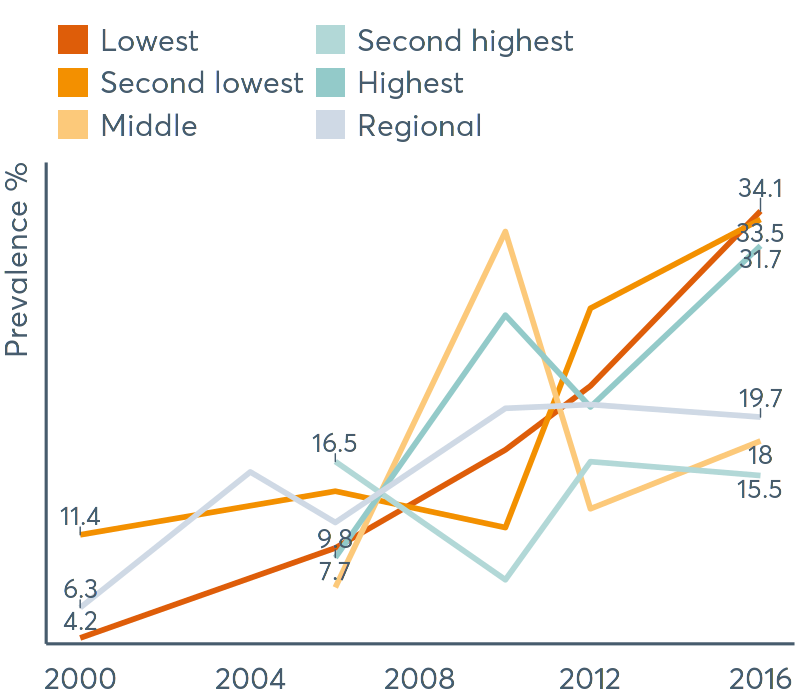 Lowest
Second lowest
Middle
Second highest
Highest
Regional
Prevalence %
34.1
33.5
31.7
19.7
18
15.5
16.5
9.8
7.7
11.4
6.3
4.2
2000 2004 2008 2012 2016